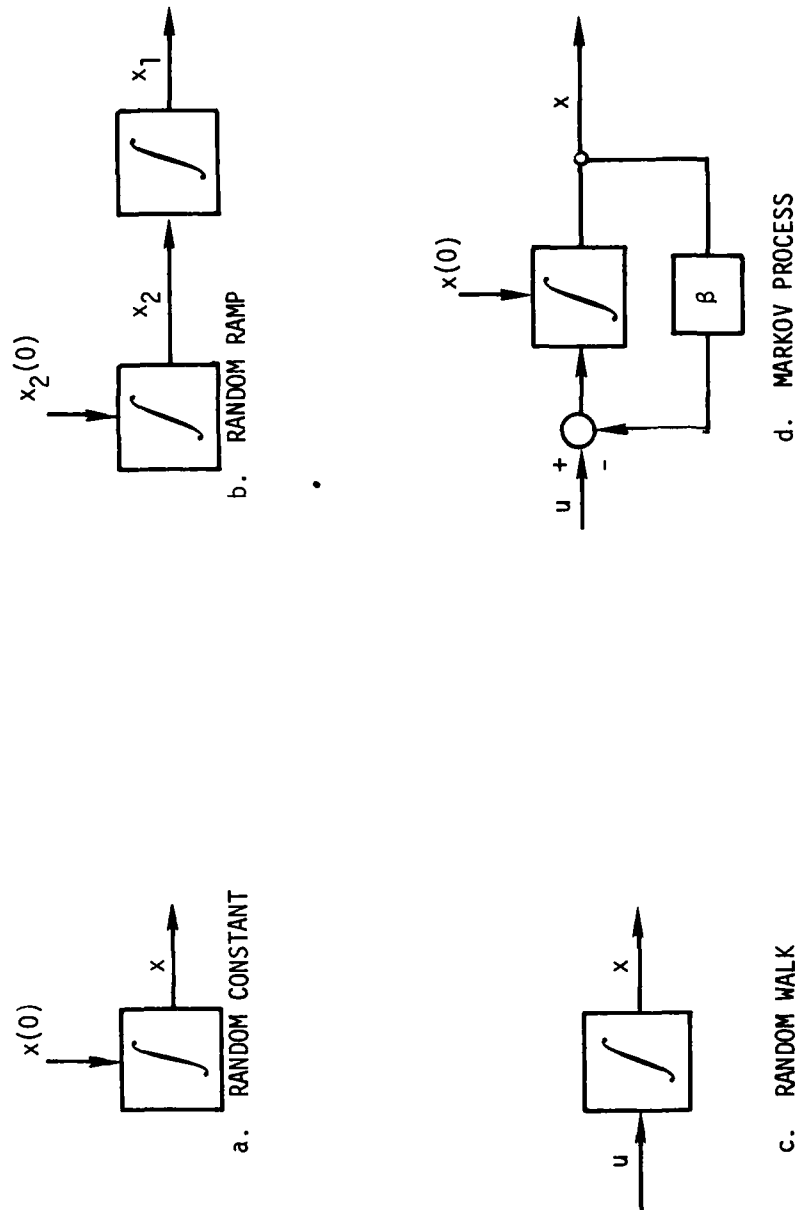 x(0)
x
a. RANDOM CONSTANT
x₂(0)
x₂
x₁
b. RANDOM RAMP
u
x
c. RANDOM WALK
x(0)
u
+
-
x
β
d. MARKOV PROCESS